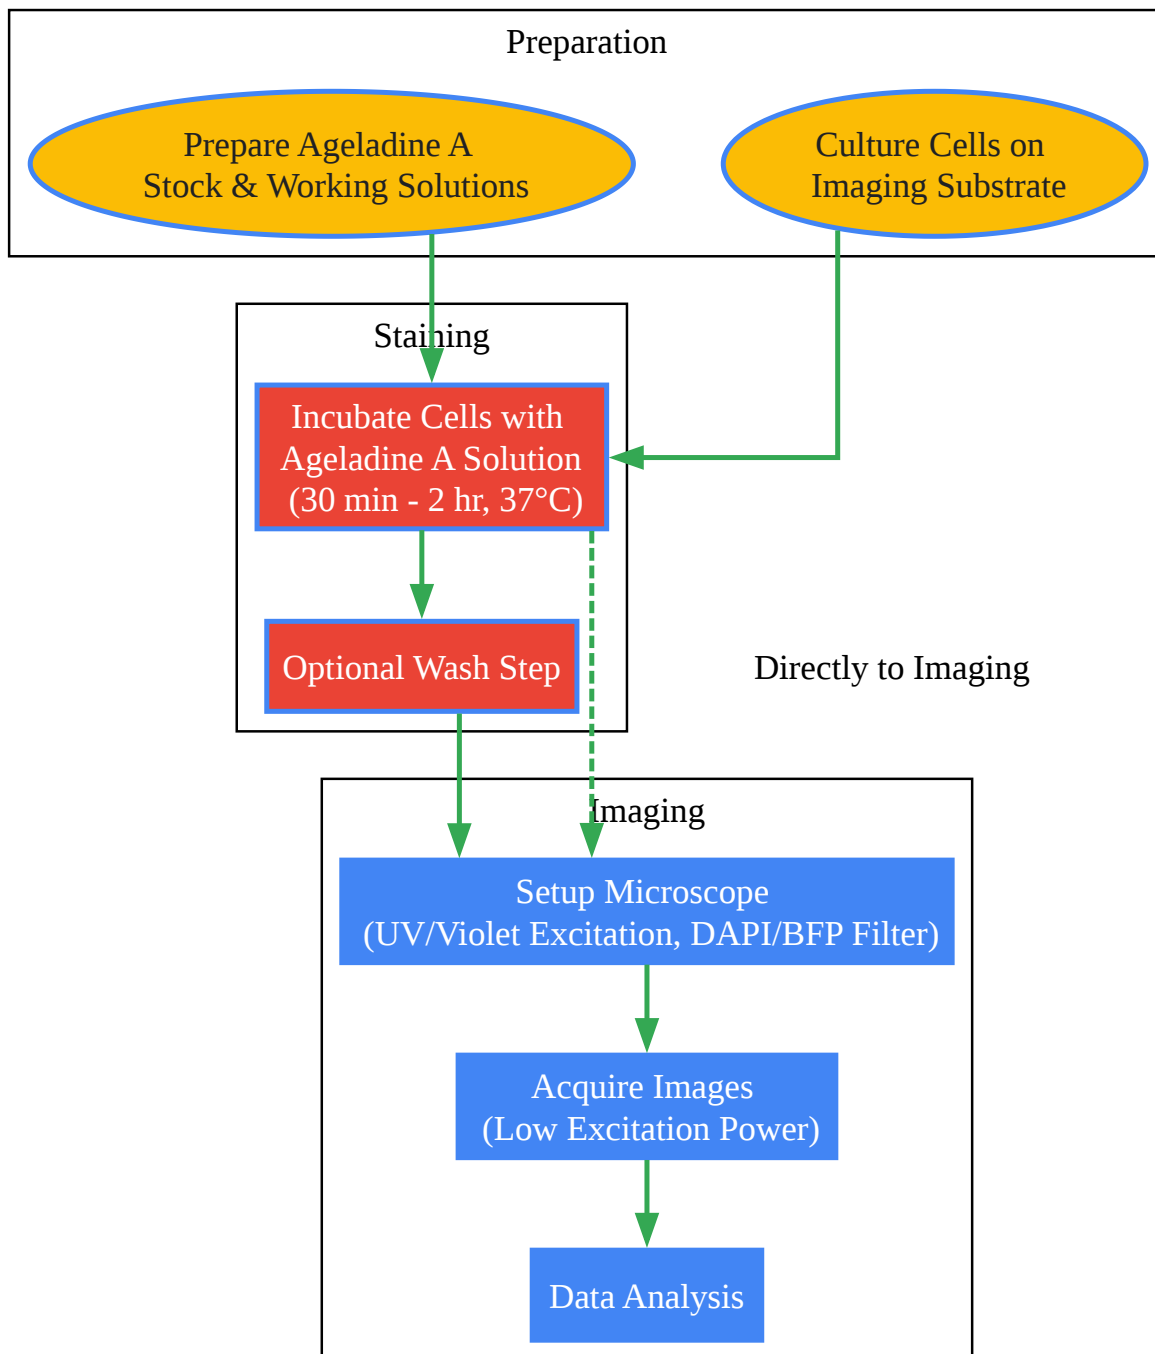 Preparation
Prepare Ageladine A
Stock & Working Solutions
Culture Cells on
Imaging Substrate
Staining
Incubate Cells with
Ageladine A Solution
(30 min - 2 hr, 37°C)
Optional Wash Step
Directly to Imaging
Imaging
Setup Microscope
(UV/Violet Excitation, DAPI/BFP Filter)
Acquire Images
(Low Excitation Power)
Data Analysis